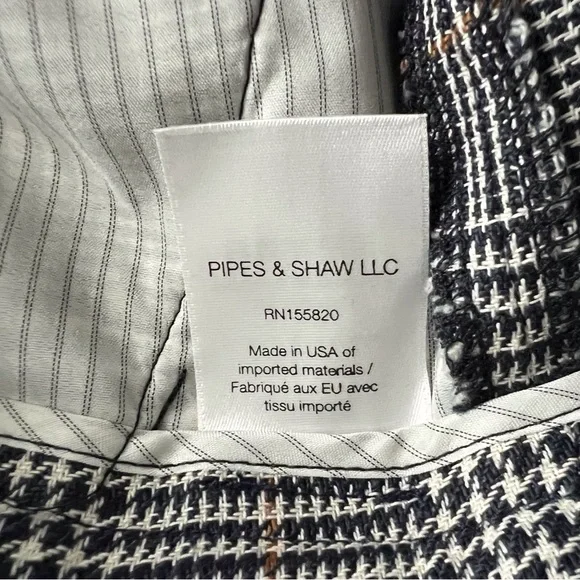 PIPES & SHAW LLC
RN155820
Made in USA of
imported materials /
Fabriqué aux EU avec
tissu importé